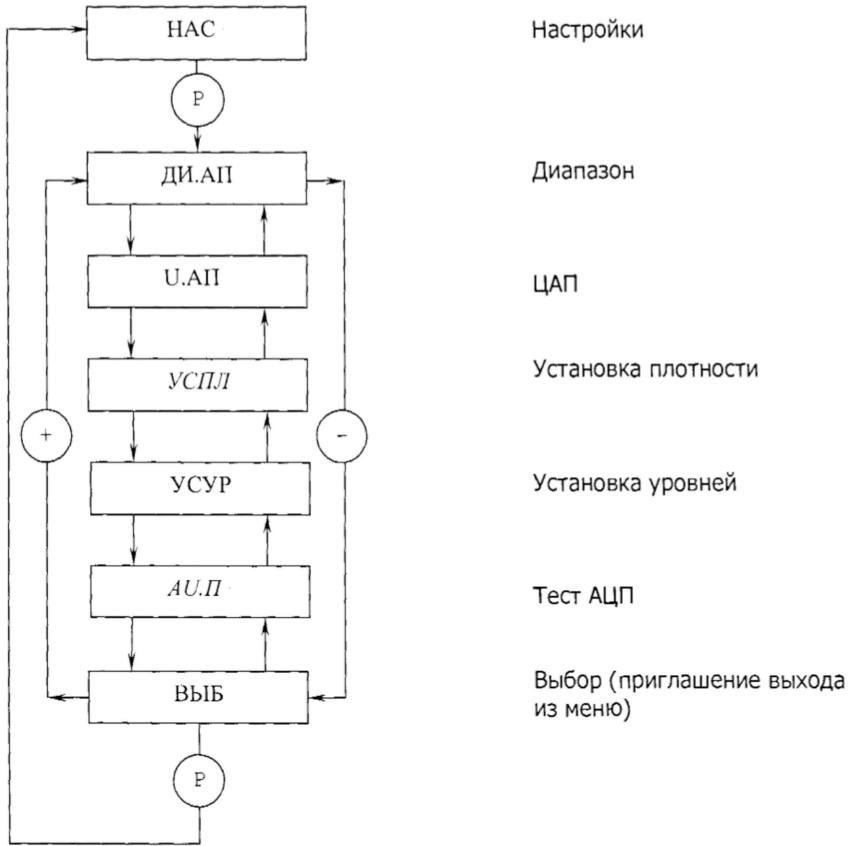 НАС Настройки
P
ДИ.АП Диапазон
U.АП ЦАП
УСПЛ Установка плотности
+ -
УСУР Установка уровней
AU.П Тест АЦП
ВЫБ Выбор (приглашение выхода
из меню)
P